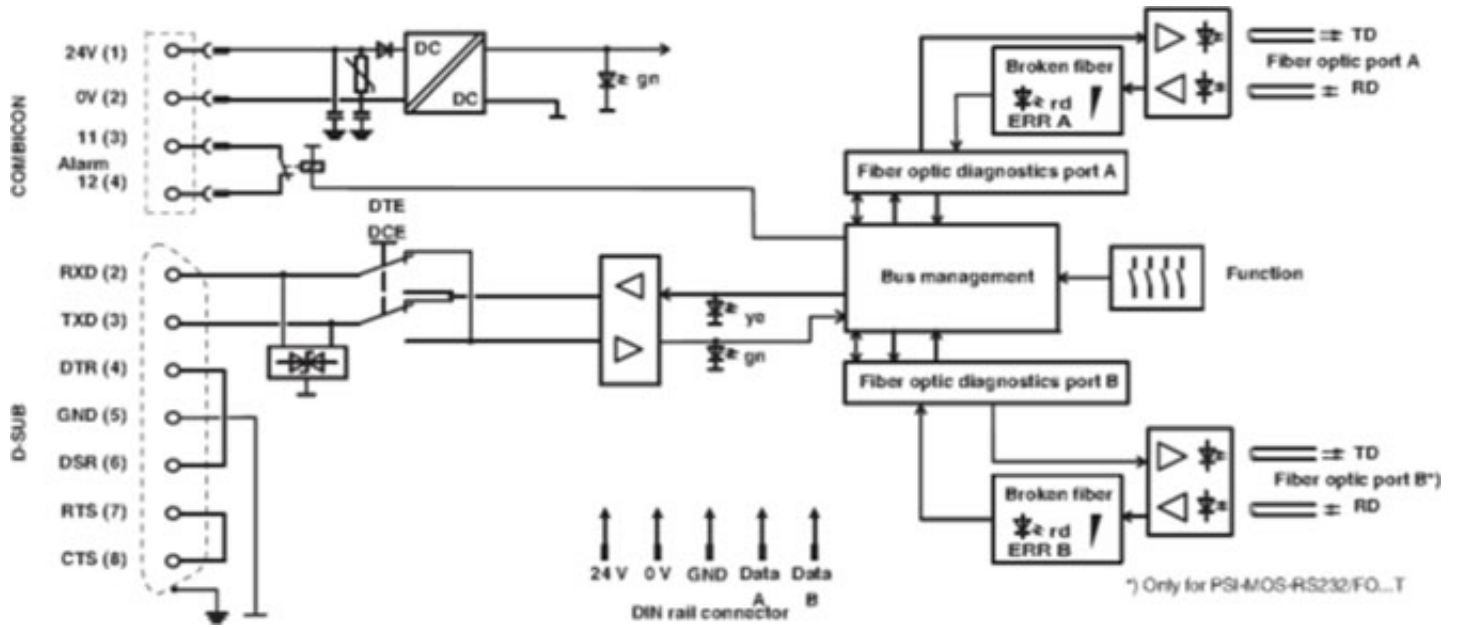 COMBICON
24V (1)
0V (2)
11 (3)
Alarm
12 (4)
DC
DC
gn
DTE
DCE
D-SUB
RXD (2)
TXD (3)
DTR (4)
GND (5)
DSR (6)
RTS (7)
CTS (8)
ye
gn
Broken fiber
rd
ERR A
TD
Fiber optic port A
RD
Fiber optic diagnostics port A
Bus management
Function
Fiber optic diagnostics port B
Broken fiber
rd
ERR B
TD
Fiber optic port B*)
RD
24 V 0 V GND Data Data
A B
DIN rail connector
*) Only for PSI-MOS-RS232/FO...T